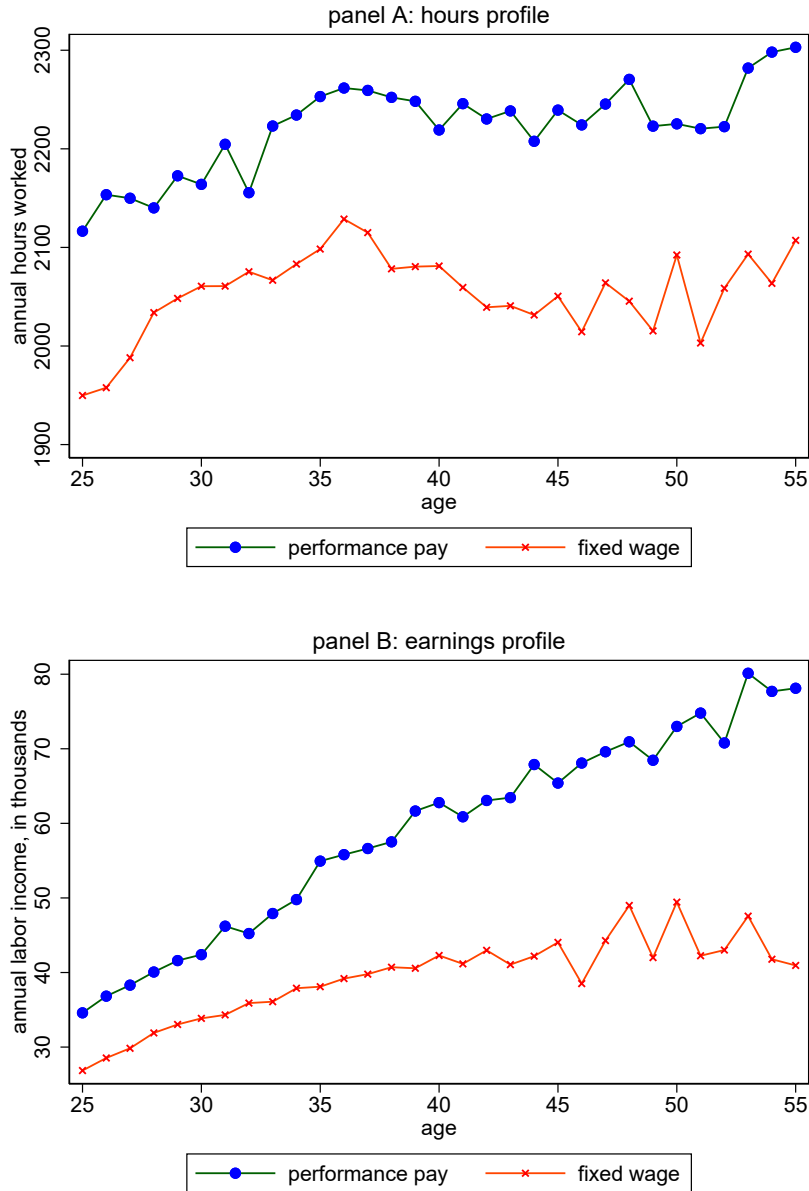 panel A: hours profile
annual hours worked
2300
2200
2100
2000
1900
25 30 35 40 45 50 55
age
performance pay fixed wage
panel B: earnings profile
annual labor income, in thousands
80
70
60
50
40
30
25 30 35 40 45 50 55
age
performance pay fixed wage